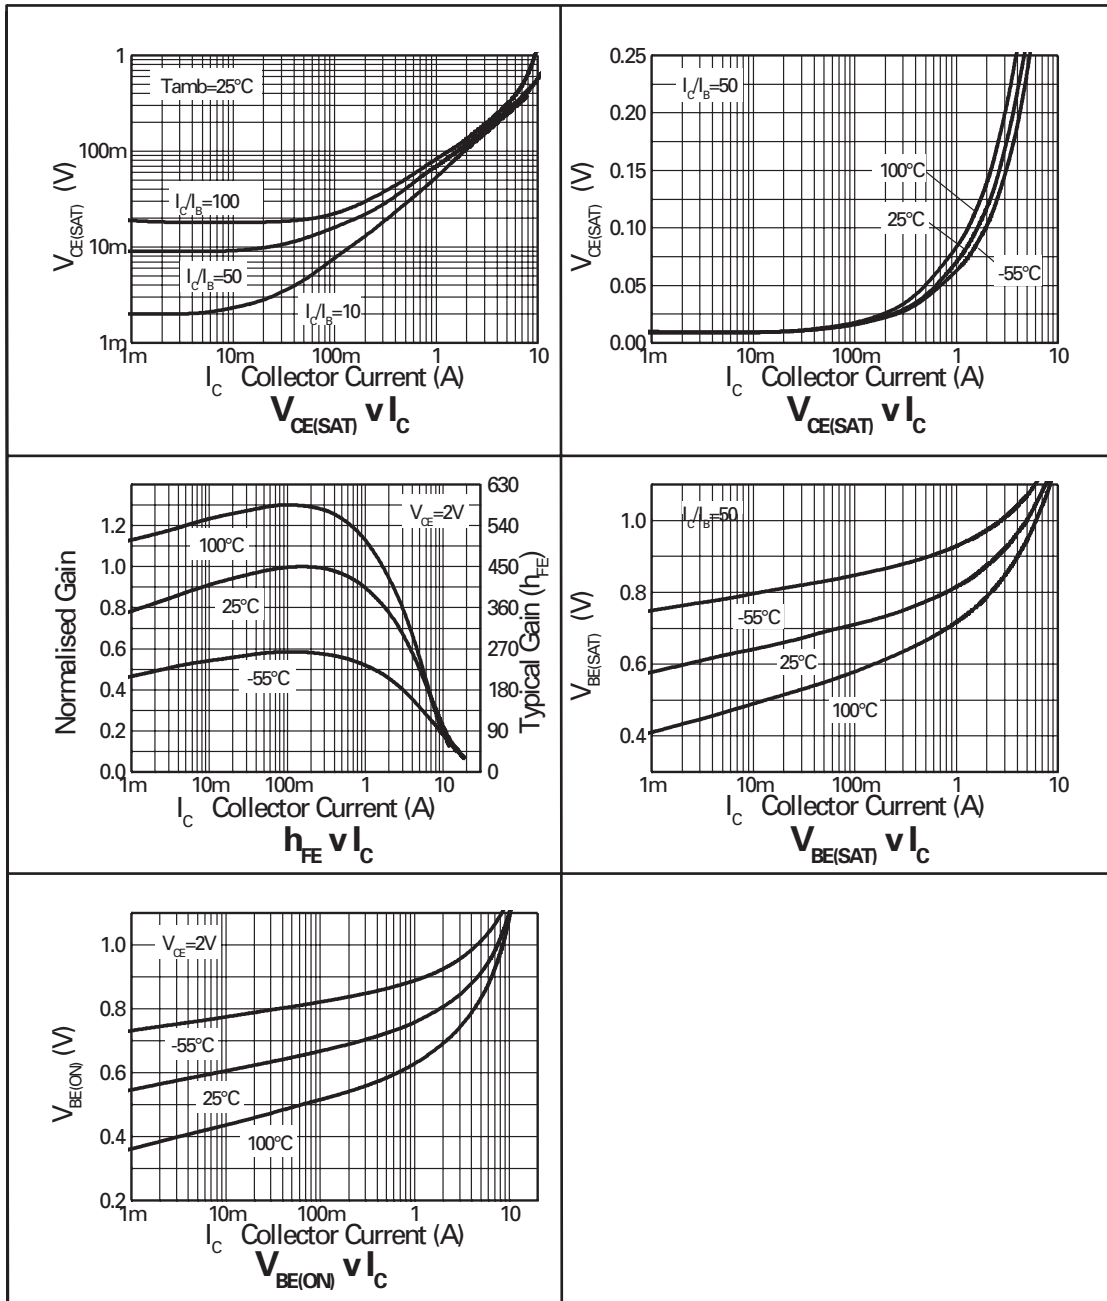 1
100m
10m
1m
V_CE(SAT) (V)
Tamb=25°C
I_C/I_B=100
I_C/I_B=50
I_C/I_B=10
1m 10m 100m 1 10
I_C Collector Current (A)
V_CE(SAT) v I_C
0.25
0.20
0.15
0.10
0.05
0.00
V_CE(SAT) (V)
I_C/I_B=50
100°C
25°C
-55°C
1m 10m 100m 1 10
I_C Collector Current (A)
V_CE(SAT) v I_C
1.2
1.0
0.8
0.6
0.4
0.2
0.0
Normalised Gain
V_CE=2V
100°C
25°C
-55°C
630
540
450
360
270
180
90
0
Typical Gain (h_FE)
1m 10m 100m 1 10
I_C Collector Current (A)
h_FE v I_C
1.0
0.8
0.6
0.4
V_BE(SAT) (V)
I_C/I_B=50
-55°C
25°C
100°C
1m 10m 100m 1 10
I_C Collector Current (A)
V_BE(SAT) v I_C
1.0
0.8
0.6
0.4
0.2
V_BE(ON) (V)
V_CE=2V
-55°C
25°C
100°C
1m 10m 100m 1 10
I_C Collector Current (A)
V_BE(ON) v I_C